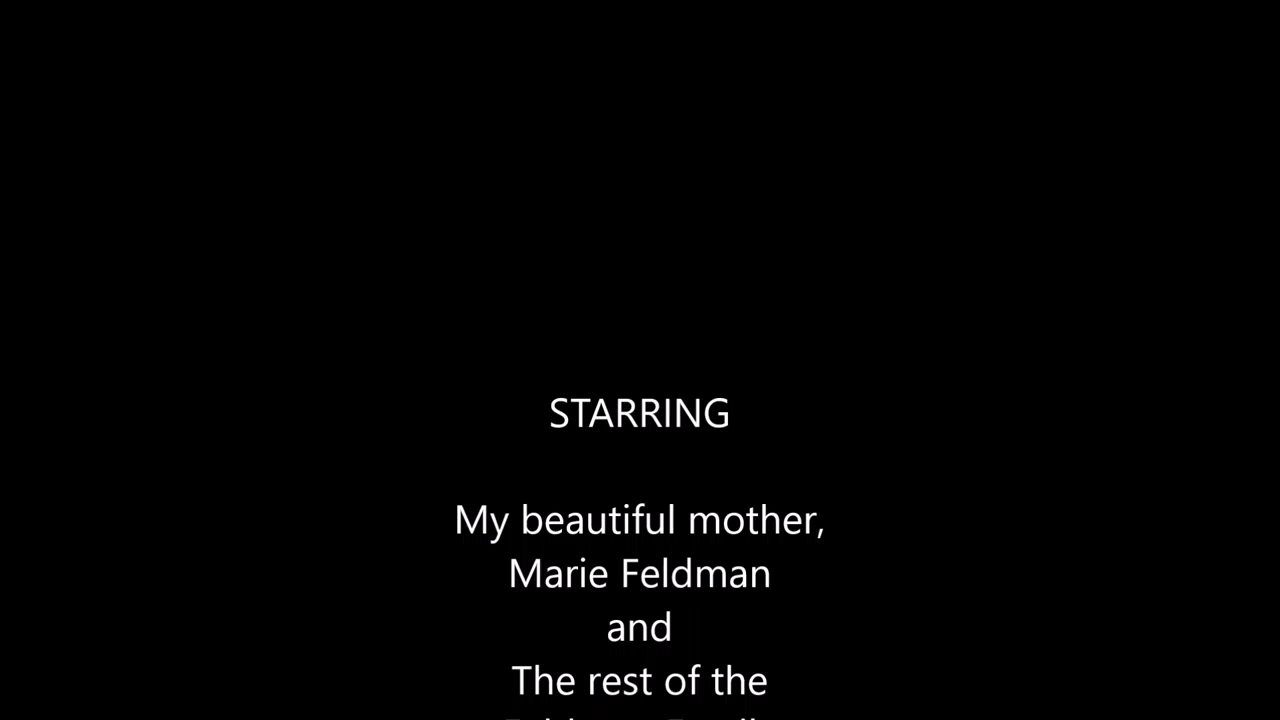 STARRING
My beautiful mother,
Marie Feldman
and
The rest of the